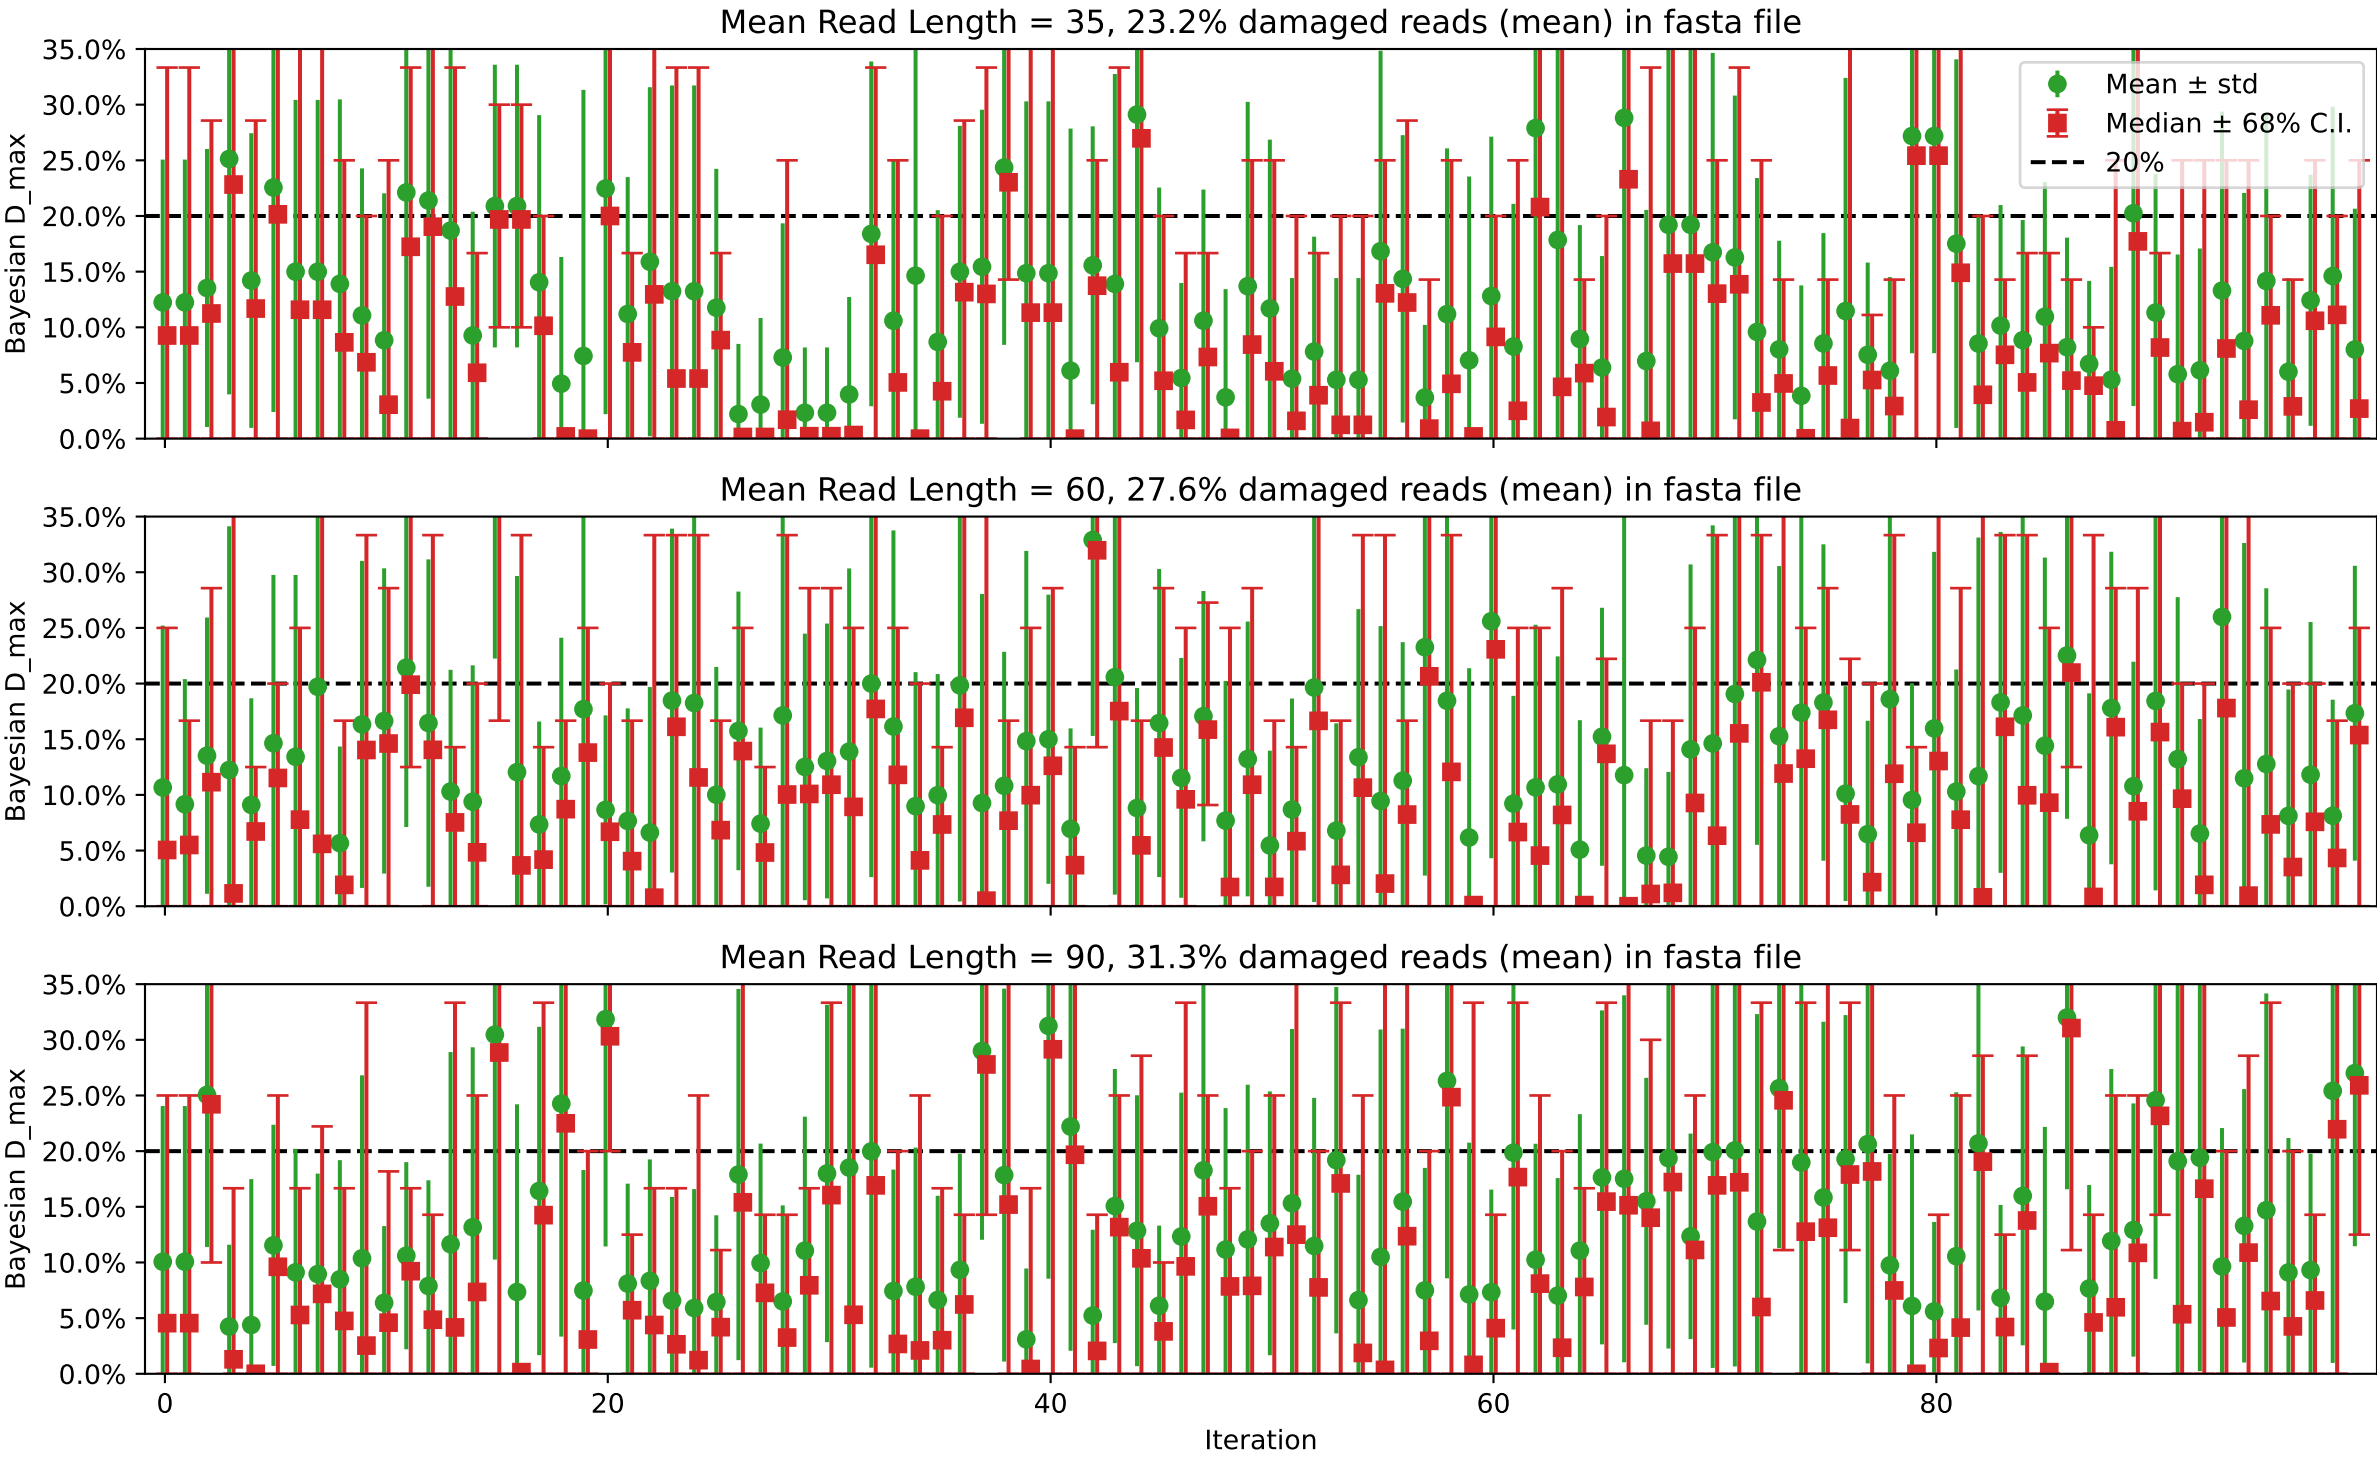 Mean Read Length = 35, 23.2% damaged reads (mean) in fasta file
35.0%
30.0%
25.0%
20.0%
15.0%
10.0%
5.0%
0.0%
Bayesian D_max
Mean ± std
Median ± 68% C.I.
20%
Mean Read Length = 60, 27.6% damaged reads (mean) in fasta file
35.0%
30.0%
25.0%
20.0%
15.0%
10.0%
5.0%
0.0%
Bayesian D_max
Mean Read Length = 90, 31.3% damaged reads (mean) in fasta file
35.0%
30.0%
25.0%
20.0%
15.0%
10.0%
5.0%
0.0%
Bayesian D_max
0 20 40 60 80
Iteration